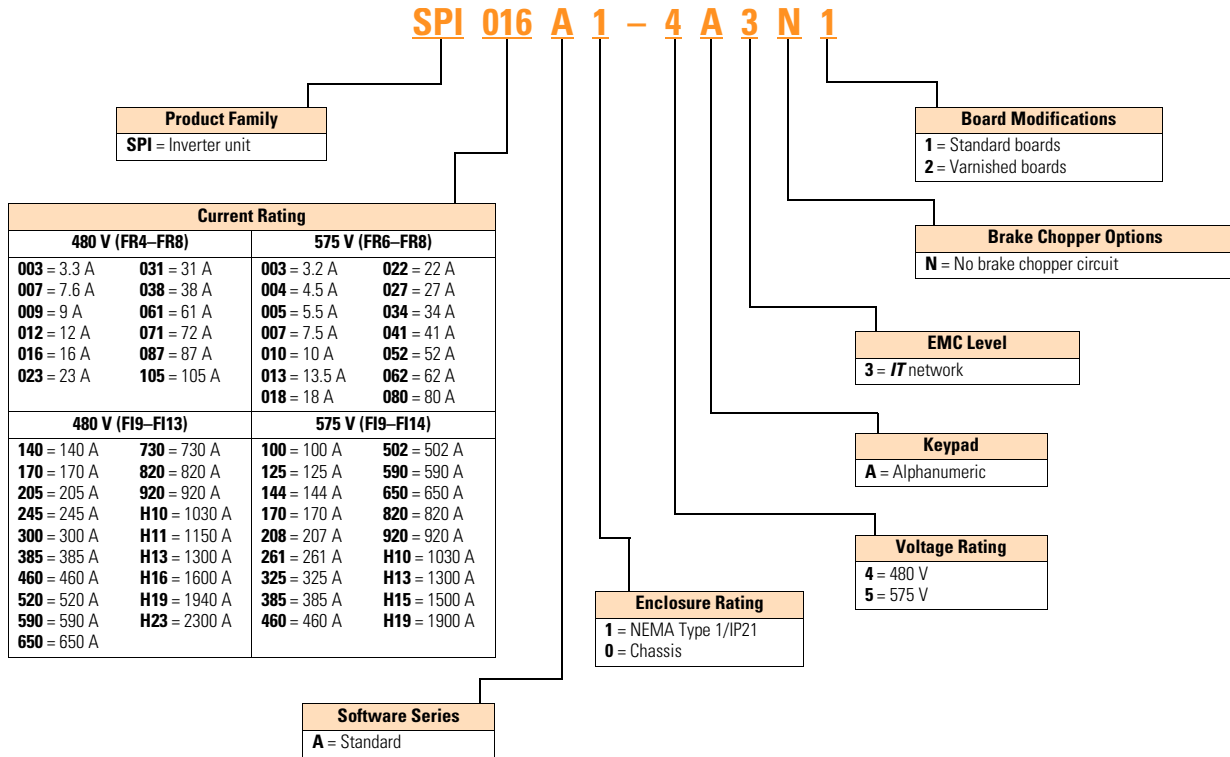 SPI 016 A 1 – 4 A 3 N 1
Product Family
SPI = Inverter unit
Board Modifications
1 = Standard boards
2 = Varnished boards
Current Rating
480 V (FR4–FR8) 575 V (FR6–FR8)
003 = 3.3 A 031 = 31 A 003 = 3.2 A 022 = 22 A
007 = 7.6 A 038 = 38 A 004 = 4.5 A 027 = 27 A
009 = 9 A 061 = 61 A 005 = 5.5 A 034 = 34 A
012 = 12 A 071 = 72 A 007 = 7.5 A 041 = 41 A
016 = 16 A 087 = 87 A 010 = 10 A 052 = 52 A
023 = 23 A 105 = 105 A 013 = 13.5 A 062 = 62 A
018 = 18 A 080 = 80 A
480 V (FI9–FI13) 575 V (FI9–FI14)
140 = 140 A 730 = 730 A 100 = 100 A 502 = 502 A
170 = 170 A 820 = 820 A 125 = 125 A 590 = 590 A
205 = 205 A 920 = 920 A 144 = 144 A 650 = 650 A
245 = 245 A H10 = 1030 A 170 = 170 A 820 = 820 A
300 = 300 A H11 = 1150 A 208 = 207 A 920 = 920 A
385 = 385 A H13 = 1300 A 261 = 261 A H10 = 1030 A
460 = 460 A H16 = 1600 A 325 = 325 A H13 = 1300 A
520 = 520 A H19 = 1940 A 385 = 385 A H15 = 1500 A
590 = 590 A H23 = 2300 A 460 = 460 A H19 = 1900 A
650 = 650 A
Brake Chopper Options
N = No brake chopper circuit
EMC Level
3 = IT network
Keypad
A = Alphanumeric
Voltage Rating
4 = 480 V
5 = 575 V
Enclosure Rating
1 = NEMA Type 1/IP21
0 = Chassis
Software Series
A = Standard